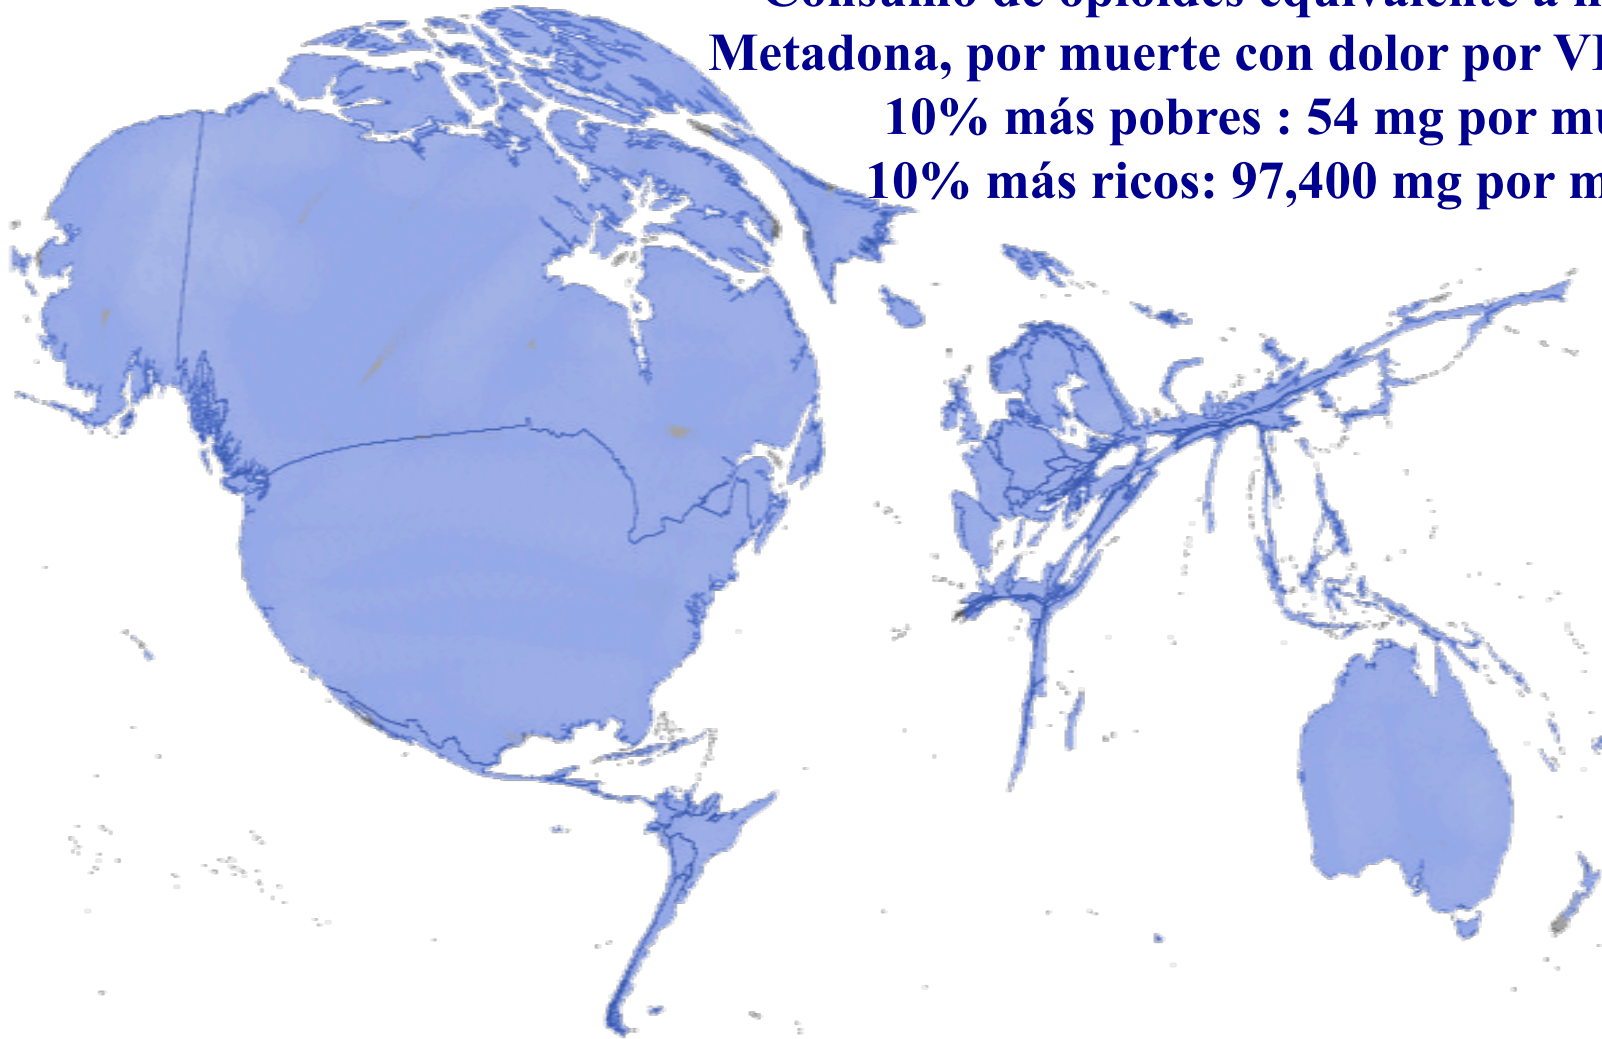 Consumo de opioides equivalente a
Metadona, por muerte con dolor por
10% más pobres : 54 mg por
10% más ricos: 97,400 mg por